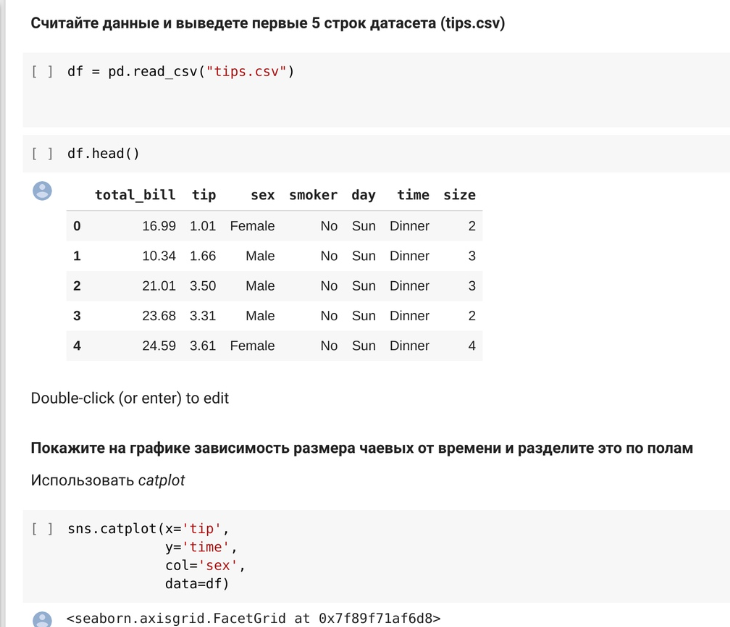 Считайте данные и выведете первые 5 строк датасета (tips.csv)
[ ] df = pd.read_csv("tips.csv")
[ ] df.head()
total_bill tip sex smoker day time size
0 16.99 1.01 Female No Sun Dinner 2
1 10.34 1.66 Male No Sun Dinner 3
2 21.01 3.50 Male No Sun Dinner 3
3 23.68 3.31 Male No Sun Dinner 2
4 24.59 3.61 Female No Sun Dinner 4
Double-click (or enter) to edit
Покажите на графике зависимость размера чаевых от времени и разделите это по полам
Использовать catplot
[ ] sns.catplot(x='tip',
y='time',
col='sex',
data=df)
<seaborn.axisgrid.FacetGrid at 0x7f89f71af6d8>